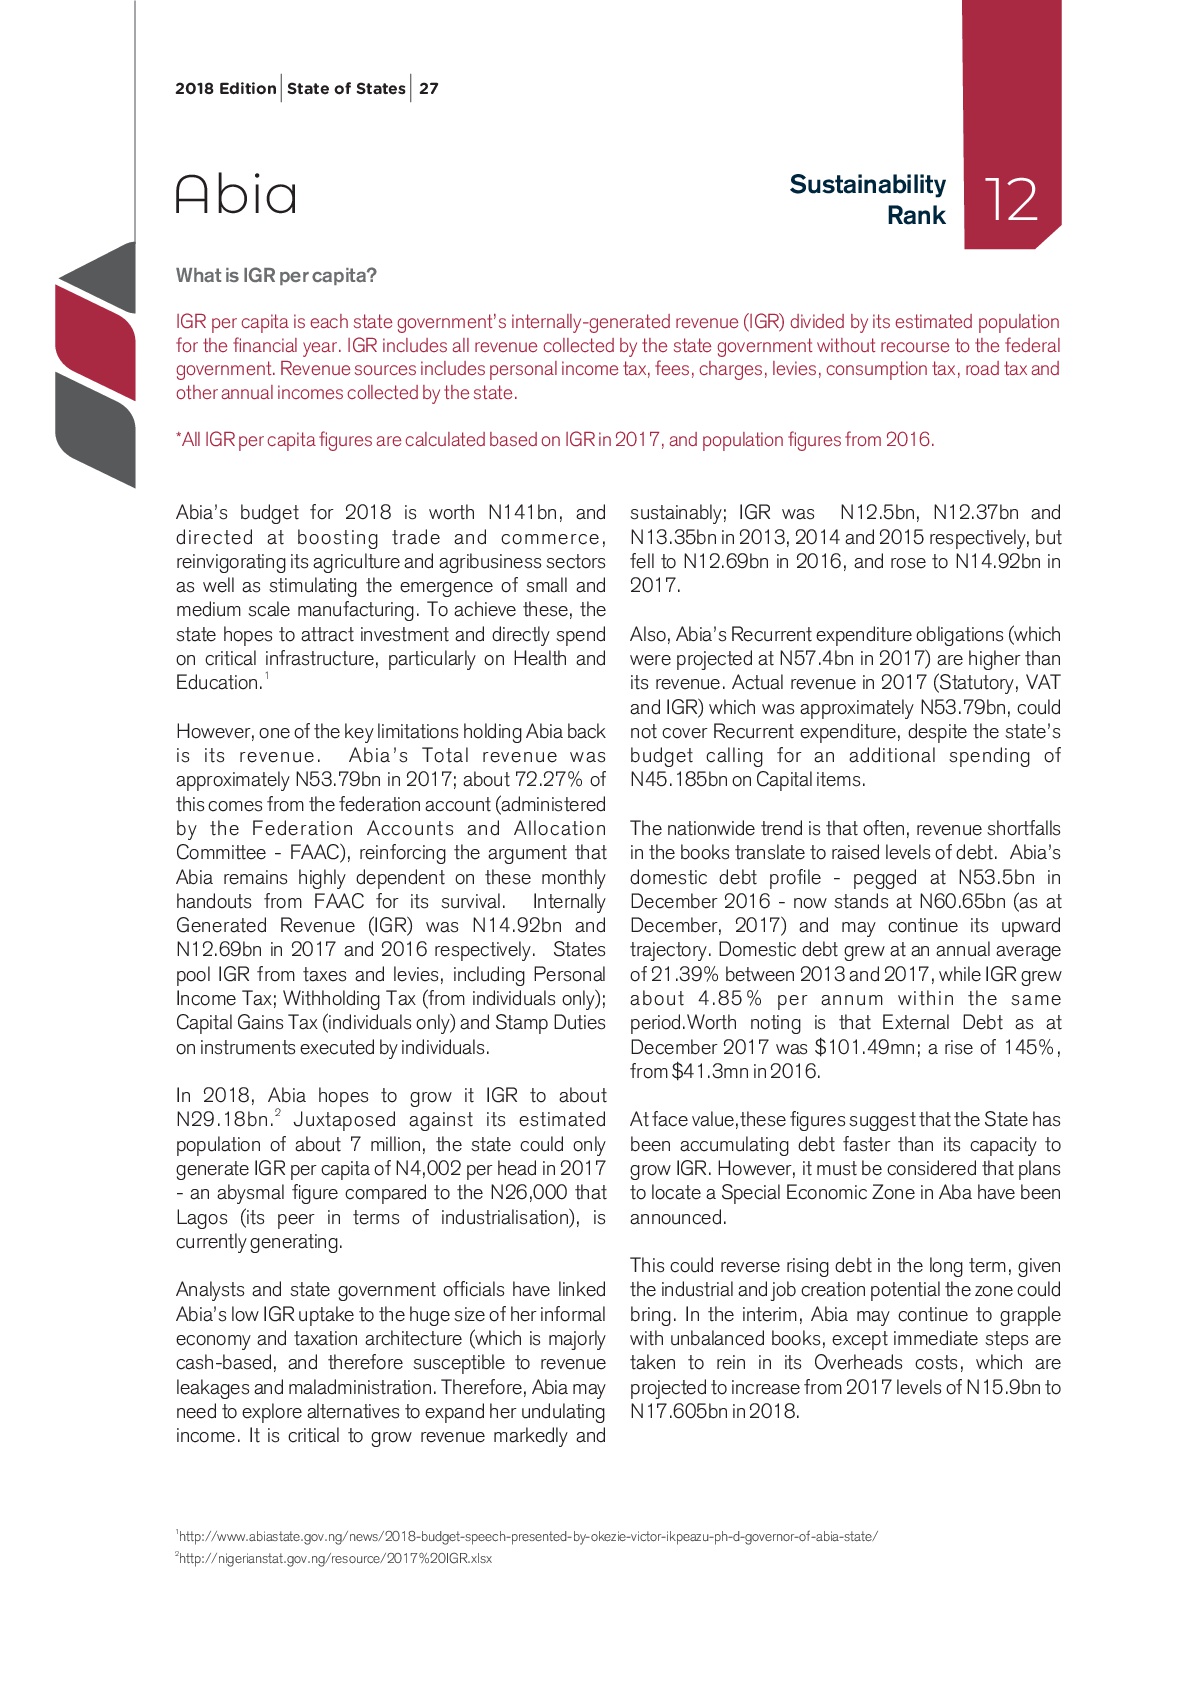 2018 Edition | State of States | 27
Abia
Sustainability
Rank
12
What is IGR per capita?
IGR per capita is each state government's internally-generated revenue (IGR) divided by its estimated population
for the financial year. IGR includes all revenue collected by the state government without recourse to the federal
government. Revenue sources includes personal income tax, fees, charges, levies, consumption tax, road tax and
other annual incomes collected by the state.
*All IGR per capita figures are calculated based on IGR in 2017, and population figures from 2016.
Abia's budget for 2018 is worth N141bn, and
directed at boosting trade and commerce,
reinvigorating its agriculture and agribusiness sectors
as well as stimulating the emergence of small and
medium scale manufacturing. To achieve these, the
state hopes to attract investment and directly spend
on critical infrastructure, particularly on Health and
Education.1
However, one of the key limitations holding Abia back
is its revenue. Abia's Total revenue was
approximately N53.79bn in 2017; about 72.27% of
this comes from the federation account (administered
by the Federation Accounts and Allocation
Committee - FAAC), reinforcing the argument that
Abia remains highly dependent on these monthly
handouts from FAAC for its survival. Internally
Generated Revenue (IGR) was N14.92bn and
N12.69bn in 2017 and 2016 respectively. States
pool IGR from taxes and levies, including Personal
Income Tax; Withholding Tax (from individuals only);
Capital Gains Tax (individuals only) and Stamp Duties
on instruments executed by individuals.
In 2018, Abia hopes to grow it IGR to about
N29.18bn.2 Juxtaposed against its estimated
population of about 7 million, the state could only
generate IGR per capita of N4,002 per head in 2017
- an abysmal figure compared to the N26,000 that
Lagos (its peer in terms of industrialisation), is
currently generating.
Analysts and state government officials have linked
Abia's low IGR uptake to the huge size of her informal
economy and taxation architecture (which is majorly
cash-based, and therefore susceptible to revenue
leakages and maladministration. Therefore, Abia may
need to explore alternatives to expand her undulating
income. It is critical to grow revenue markedly and
sustainably; IGR was N12.5bn, N12.37bn and
N13.35bn in 2013, 2014 and 2015 respectively, but
fell to N12.69bn in 2016, and rose to N14.92bn in
2017.
Also, Abia's Recurrent expenditure obligations (which
were projected at N57.4bn in 2017) are higher than
its revenue. Actual revenue in 2017 (Statutory, VAT
and IGR) which was approximately N53.79bn, could
not cover Recurrent expenditure, despite the state's
budget calling for an additional spending of
N45.185bn on Capital items.
The nationwide trend is that often, revenue shortfalls
in the books translate to raised levels of debt. Abia's
domestic debt profile - pegged at N53.5bn in
December 2016 - now stands at N60.65bn (as at
December, 2017) and may continue its upward
trajectory. Domestic debt grew at an annual average
of 21.39% between 2013 and 2017, while IGR grew
about 4.85% per annum within the same
period.Worth noting is that External Debt as at
December 2017 was $101.49mn; a rise of 145%,
from $41.3mn in 2016.
At face value,these figures suggest that the State has
been accumulating debt faster than its capacity to
grow IGR. However, it must be considered that plans
to locate a Special Economic Zone in Aba have been
announced.
This could reverse rising debt in the long term, given
the industrial and job creation potential the zone could
bring. In the interim, Abia may continue to grapple
with unbalanced books, except immediate steps are
taken to rein in its Overheads costs, which are
projected to increase from 2017 levels of N15.9bn to
N17.605bn in 2018.
1http://www.abiastate.gov.ng/news/2018-budget-speech-presented-by-okezie-victor-ikpeazu-ph-d-governor-of-abia-state/
2http://nigerianstat.gov.ng/resource/2017%20IGR.xlsx